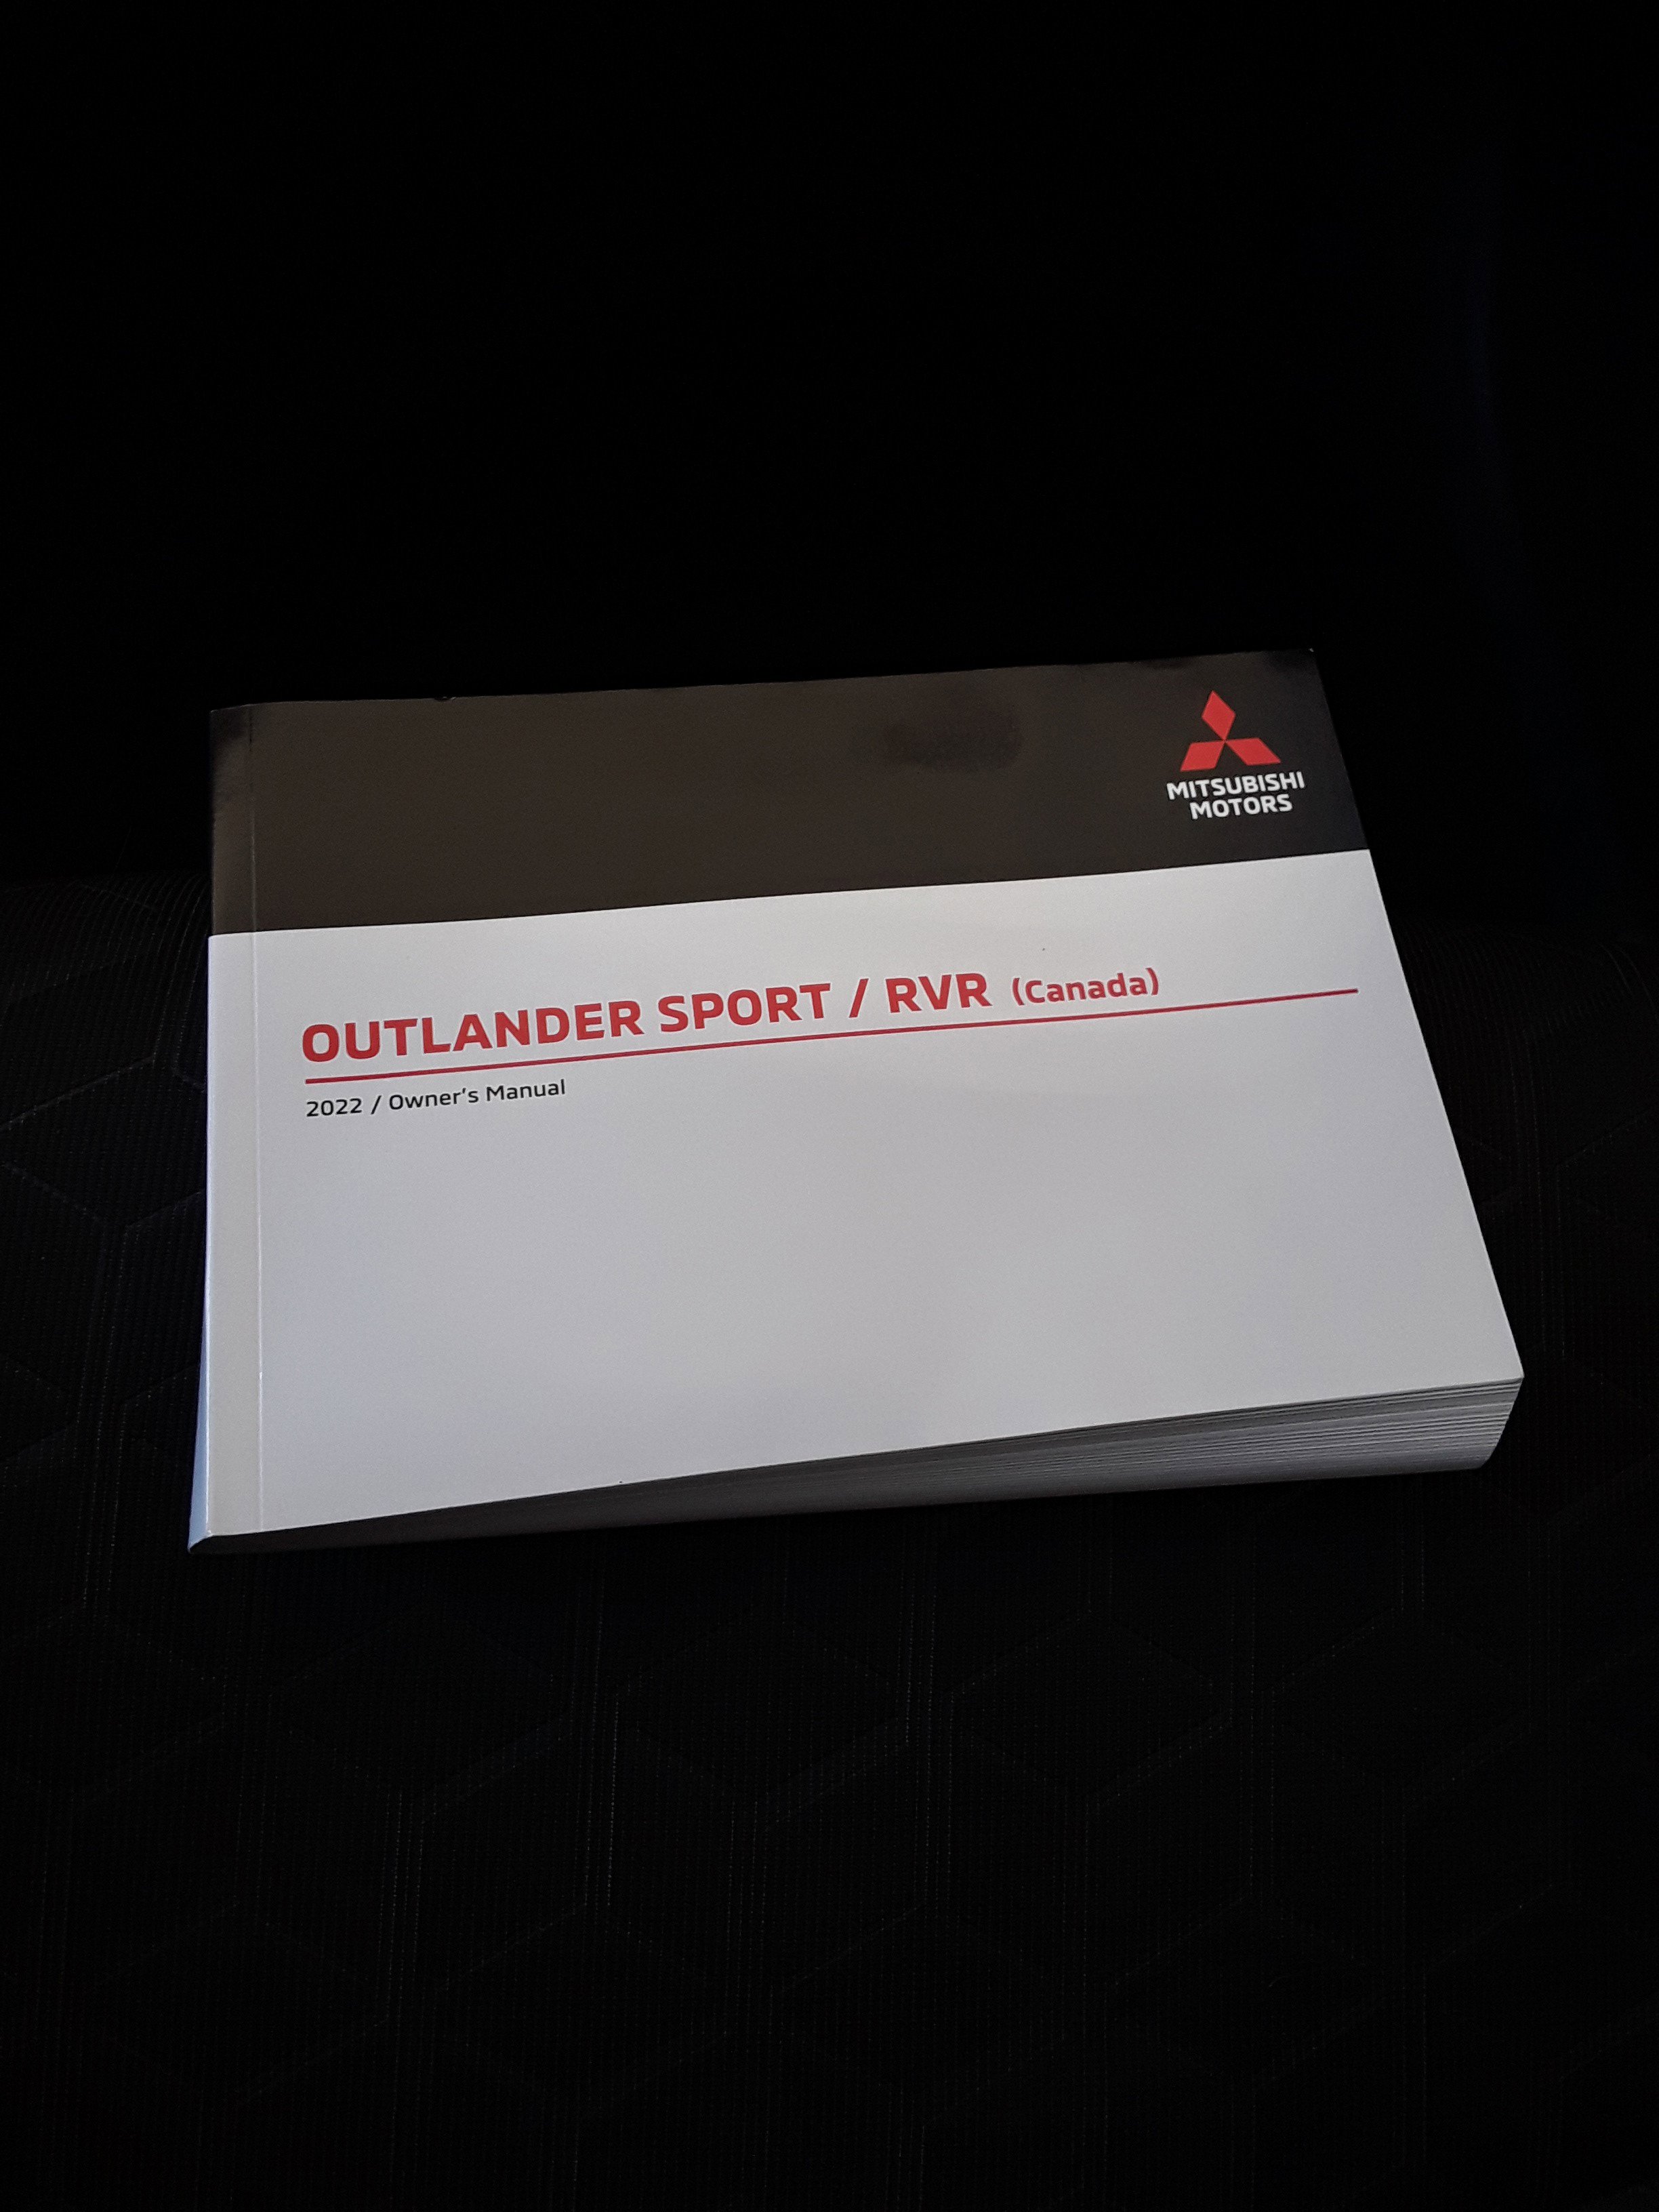 MITSUBISHI
MOTORS
OUTLANDER SPORT / RVR (Canada)
2022 / Owner's Manual